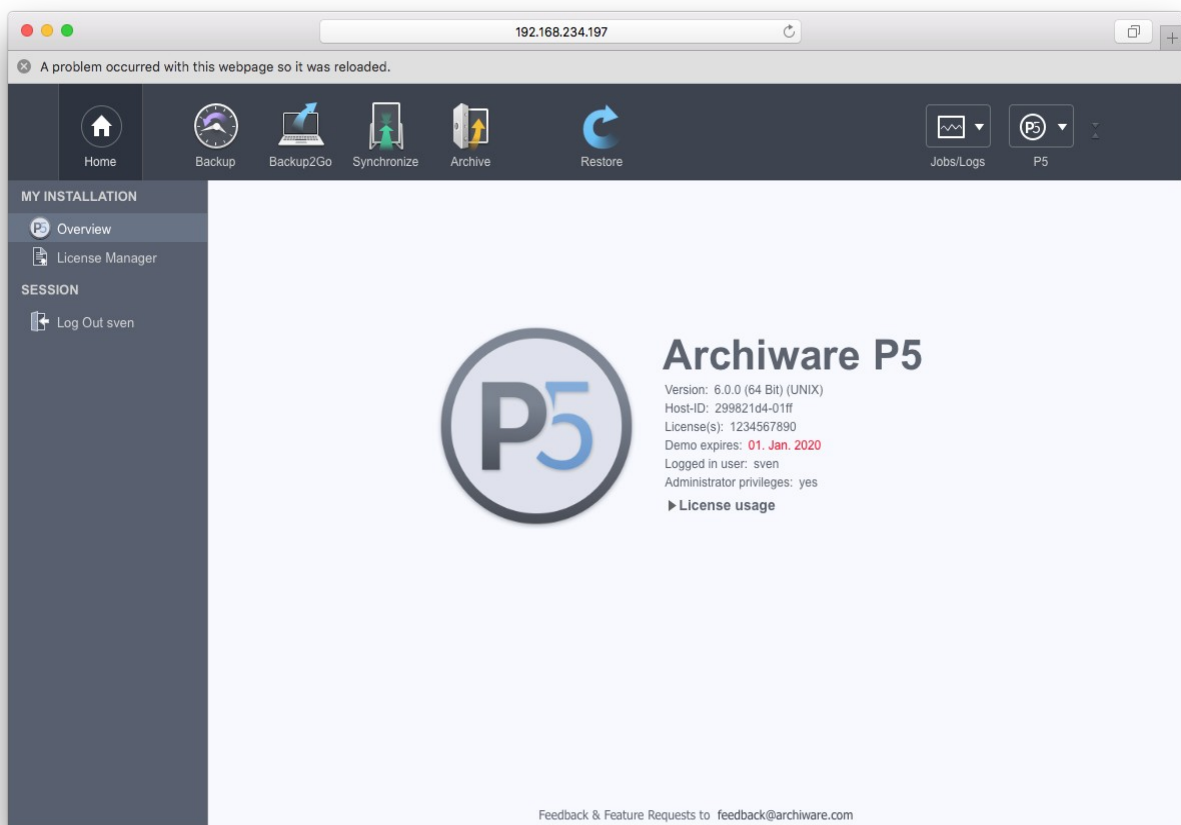 192.168.234.197
A problem occurred with this webpage so it was reloaded.
Home
Backup
Backup2Go
Synchronize
Archive
Restore
Jobs/Logs
P5
P5
MY INSTALLATION
P5 Overview
License Manager
SESSION
Log Out sven
P5
Archiware P5
Version: 6.0.0 (64 Bit) (UNIX)
Host-ID: 299821d4-01ff
License(s): 1234567890
Demo expires: 01. Jan. 2020
Logged in user: sven
Administrator privileges: yes
License usage
Feedback & Feature Requests to feedback@archiware.com